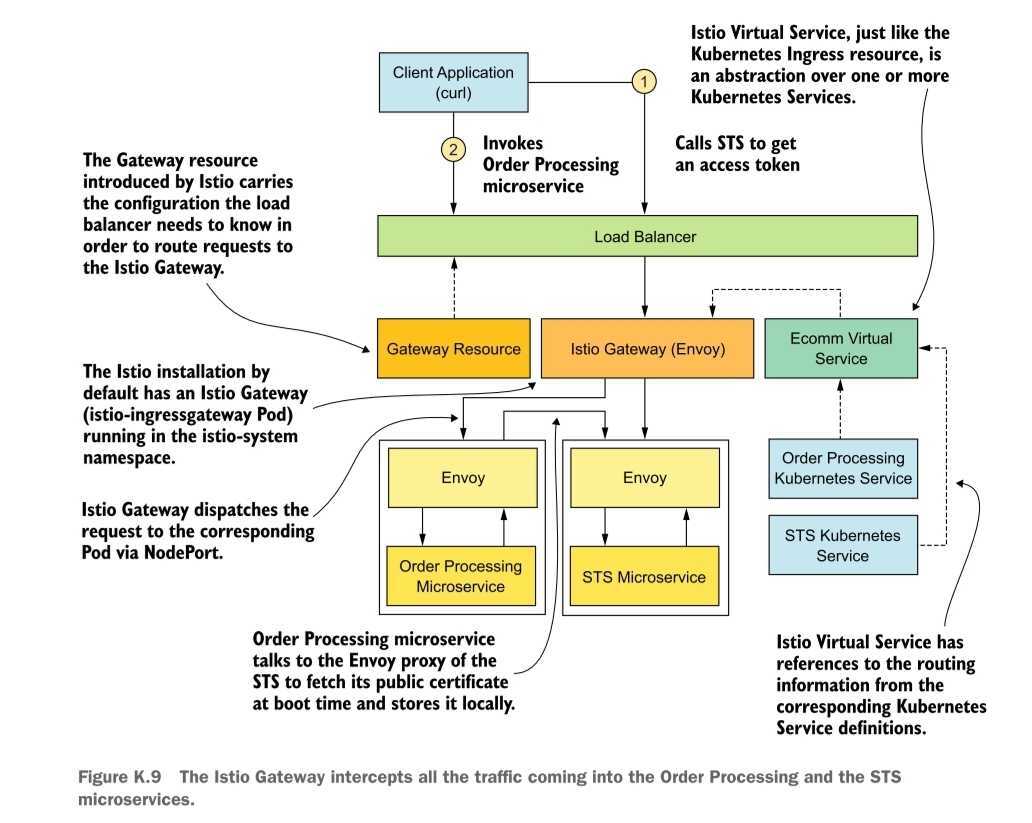 Istio Virtual Service, just like the
Kubernetes Ingress resource, is
an abstraction over one or more
Kubernetes Services.
Client Application
(curl)
1
2
Invokes
Order Processing
microservice
Calls STS to get
an access token
The Gateway resource
introduced by Istio carries
the configuration the load
balancer needs to know in
order to route requests to
the Istio Gateway.
Load Balancer
Gateway Resource
Istio Gateway (Envoy)
Ecomm Virtual
Service
The Istio installation by
default has an Istio Gateway
(istio-ingressgateway Pod)
running in the istio-system
namespace.
Envoy
Envoy
Order Processing
Kubernetes Service
Istio Gateway dispatches the
request to the corresponding
Pod via NodePort.
STS Kubernetes
Service
Order Processing
Microservice
STS Microservice
Order Processing microservice
talks to the Envoy proxy of the
STS to fetch its public certificate
at boot time and stores it locally.
Istio Virtual Service has
references to the routing
information from the
corresponding Kubernetes
Service definitions.
Figure K.9 The Istio Gateway intercepts all the traffic coming into the Order Processing and the STS
microservices.